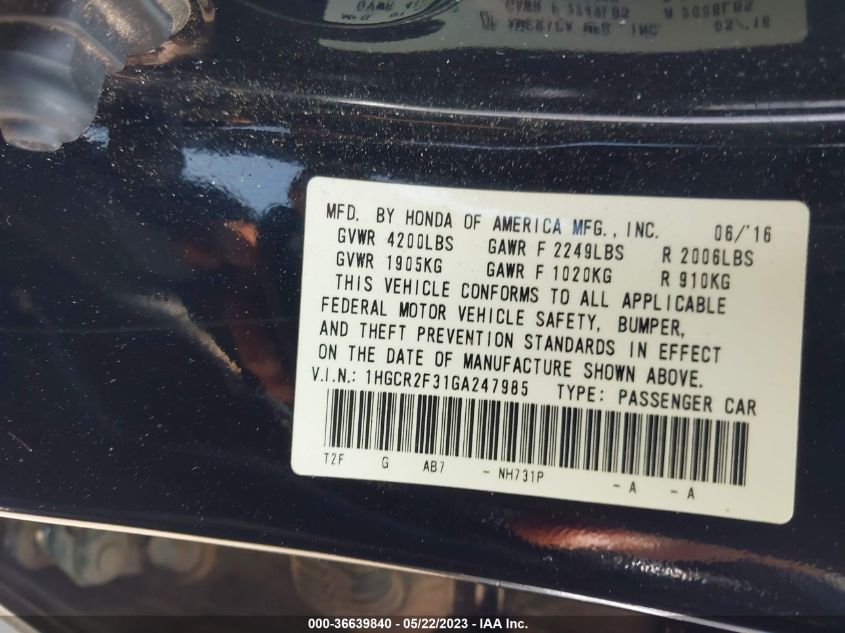 MFD. BY HONDA OF AMERICA MFG., INC. 06/'16
GVWR 4200LBS GAWR F 2249LBS R 2006LBS
GVWR 1905KG GAWR F 1020KG R 910KG
THIS VEHICLE CONFORMS TO ALL APPLICABLE
FEDERAL MOTOR VEHICLE SAFETY, BUMPER,
AND THEFT PREVENTION STANDARDS IN EFFECT
ON THE DATE OF MANUFACTURE SHOWN ABOVE.
V.I.N.: 1HGCR2F31GA247985 TYPE: PASSENGER CAR
T2F G AB7 - NH731P - A - A
000-36639840 - 05/22/2023 - IAA Inc.